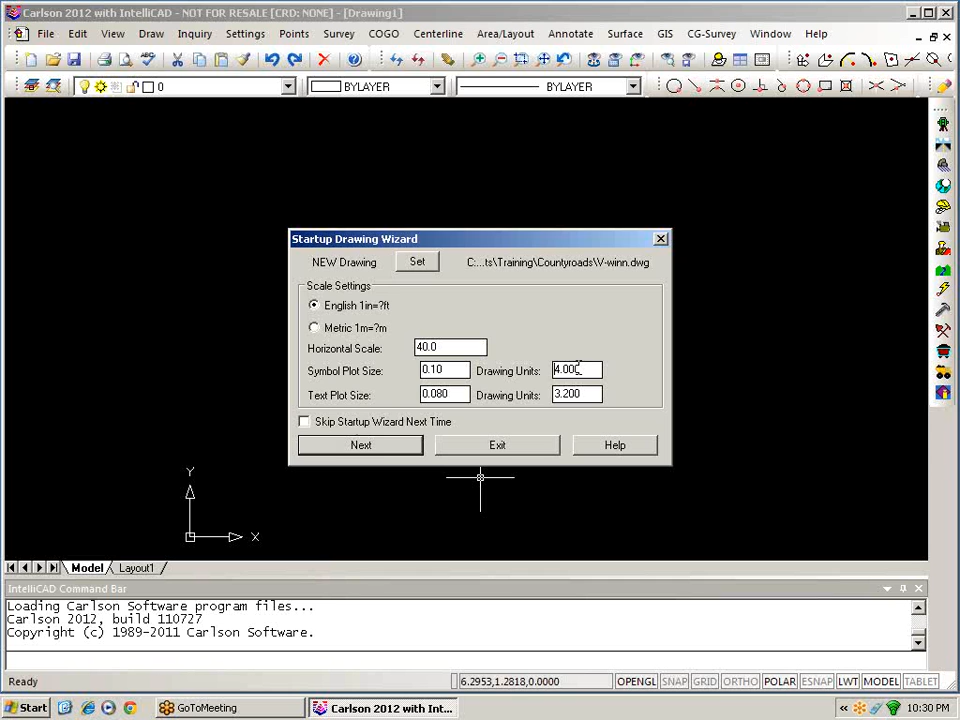 Carlson 2012 with IntelliCAD - NOT FOR RESALE [CRD: NONE] - [Drawing1]
File Edit View Draw Inquiry Settings Points Survey COGO Centerline Area/Layout Annotate Surface GIS CG-Survey Window Help
0 BYLAYER BYLAYER
Startup Drawing Wizard
NEW Drawing Set C:...ts\Training\Countyroads\V-winn.dwg
Scale Settings
English 1in=?ft
Metric 1m=?m
Horizontal Scale: 40.0
Symbol Plot Size: 0.10 Drawing Units: 4.000
Text Plot Size: 0.080 Drawing Units: 3.200
Skip Startup Wizard Next Time
Next Exit Help
Y
X
Model Layout1
IntelliCAD Command Bar
Loading Carlson Software program files...
Carlson 2012, build 110727
Copyright (c) 1989-2011 Carlson Software.
Ready 6.2953,1.2818,0.0000 OPENGL SNAP GRID ORTHO POLAR ESNAP LWT MODEL TABLET
Start GoToMeeting Carlson 2012 with Int... « 10:30 PM